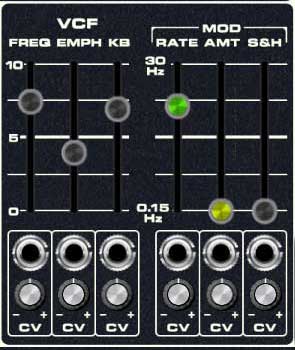 VCF
MOD
FREQ EMPH KB
RATE AMT S&H
10
30
Hz
5
0
0.15
Hz
- + - + - + - + - + - +
CV CV CV CV CV CV